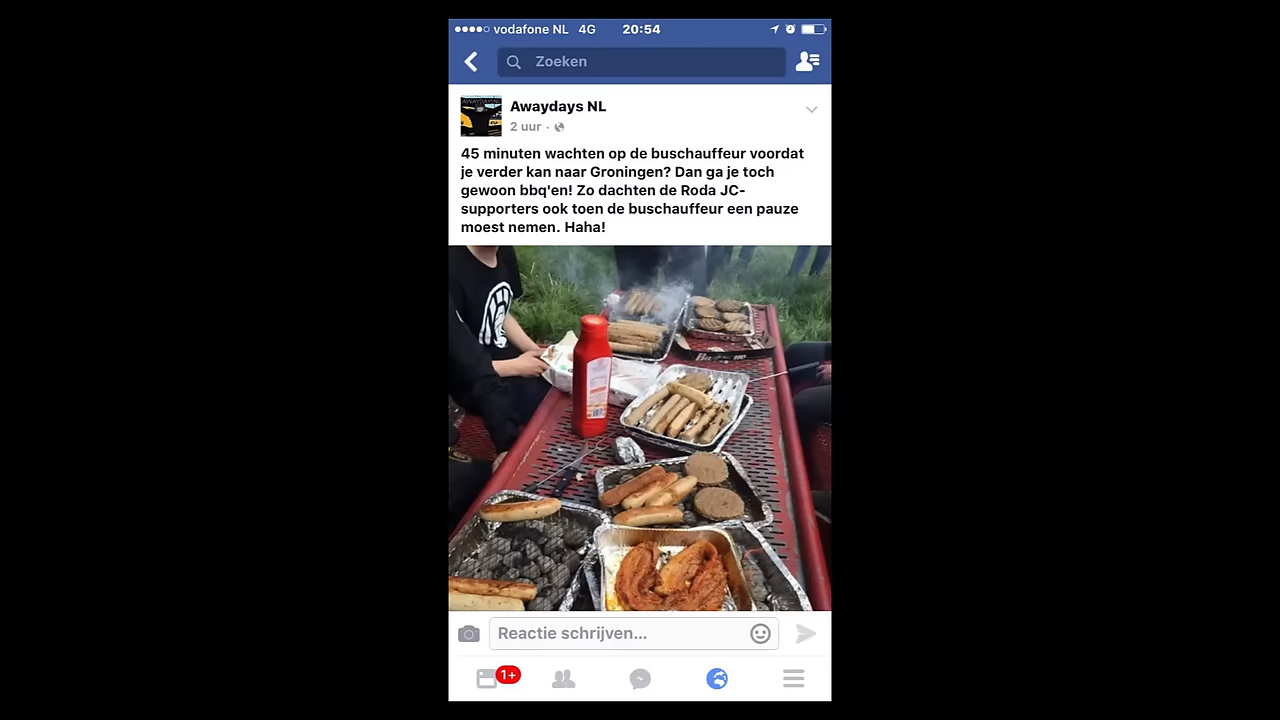 vodafone NL 4G 20:54
Zoeken
Awaydays NL
2 uur ·
45 minuten wachten op de buschauffeur voordat
je verder kan naar Groningen? Dan ga je toch
gewoon bbq'en! Zo dachten de Roda JC-
supporters ook toen de buschauffeur een pauze
moest nemen. Haha!
Reactie schrijven...
1+